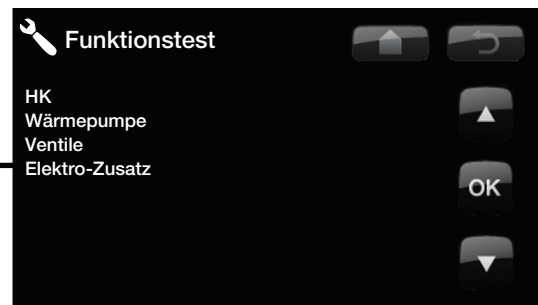 Funktionstest
HK
Wärmepumpe
Ventile
Elektro-Zusatz
OK